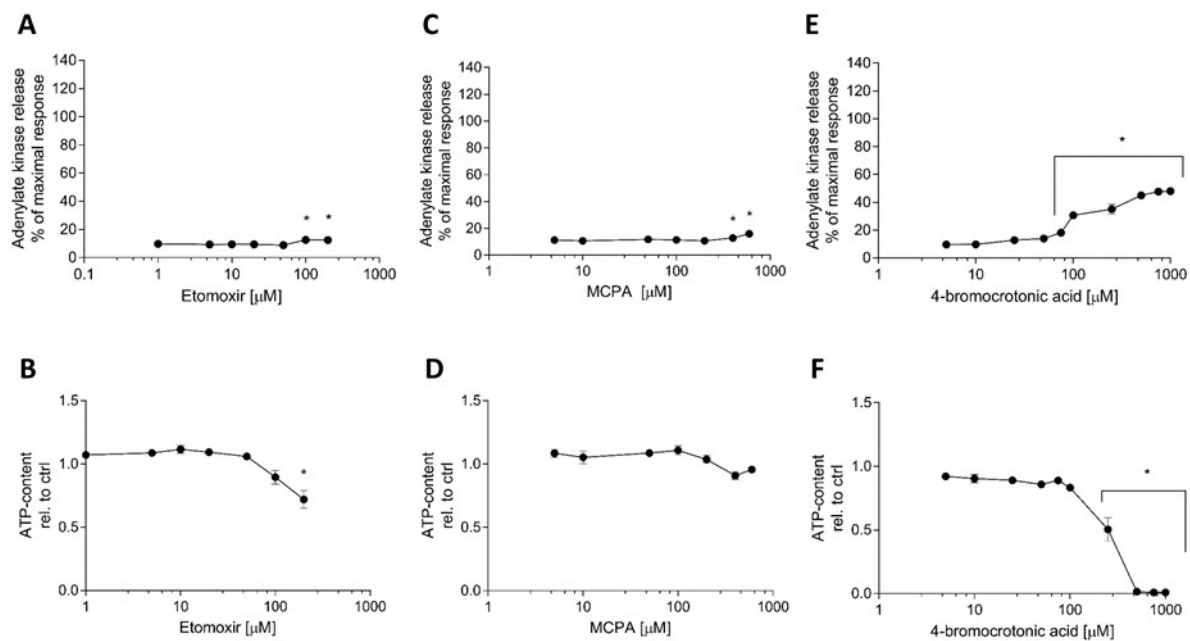 A
Adenylate kinase release
% of maximal response
140
120
100
80
60
40
20
0
0.1
1
10
100
1000
* *
Etomoxir [μM]
C
Adenylate kinase release
% of maximal response
140
120
100
80
60
40
20
0
1
10
100
1000
* *
MCPA [μM]
E
Adenylate kinase release
% of maximal response
140
120
100
80
60
40
20
0
1
10
100
1000
*
4-bromocrotonic acid [μM]
B
ATP-content
rel. to ctrl
1.5
1.0
0.5
0.0
1
10
100
1000
*
Etomoxir [μM]
D
ATP-content
rel. to ctrl
1.5
1.0
0.5
0.0
1
10
100
1000
MCPA [μM]
F
ATP-content
rel. to ctrl
1.5
1.0
0.5
0.0
1
10
100
1000
*
4-bromocrotonic acid [μM]